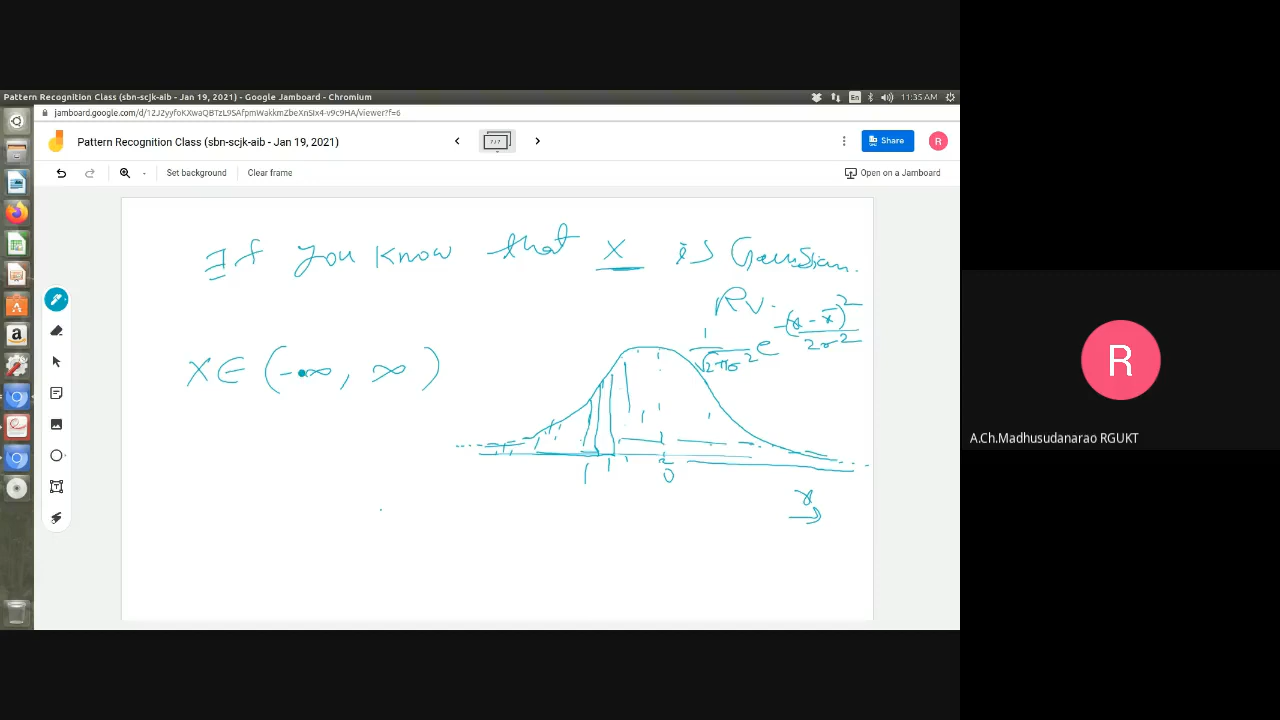 Pattern Recognition Class (sbn-scjk-aib - Jan 19, 2021) - Google Jamboard - Chromium
En
11:35 AM
Pattern Recognition Class (sbn-scjk-aib - Jan 19, 2021)
Share
R
Set background
Clear frame
Open on a Jamboard
If you know that X is Gaussian
RV.
1/√2πσ² e -(x - x̄)²/2σ²
X ∈ (-∞, ∞)
0
x
R
A.Ch.Madhusudanarao RGUKT